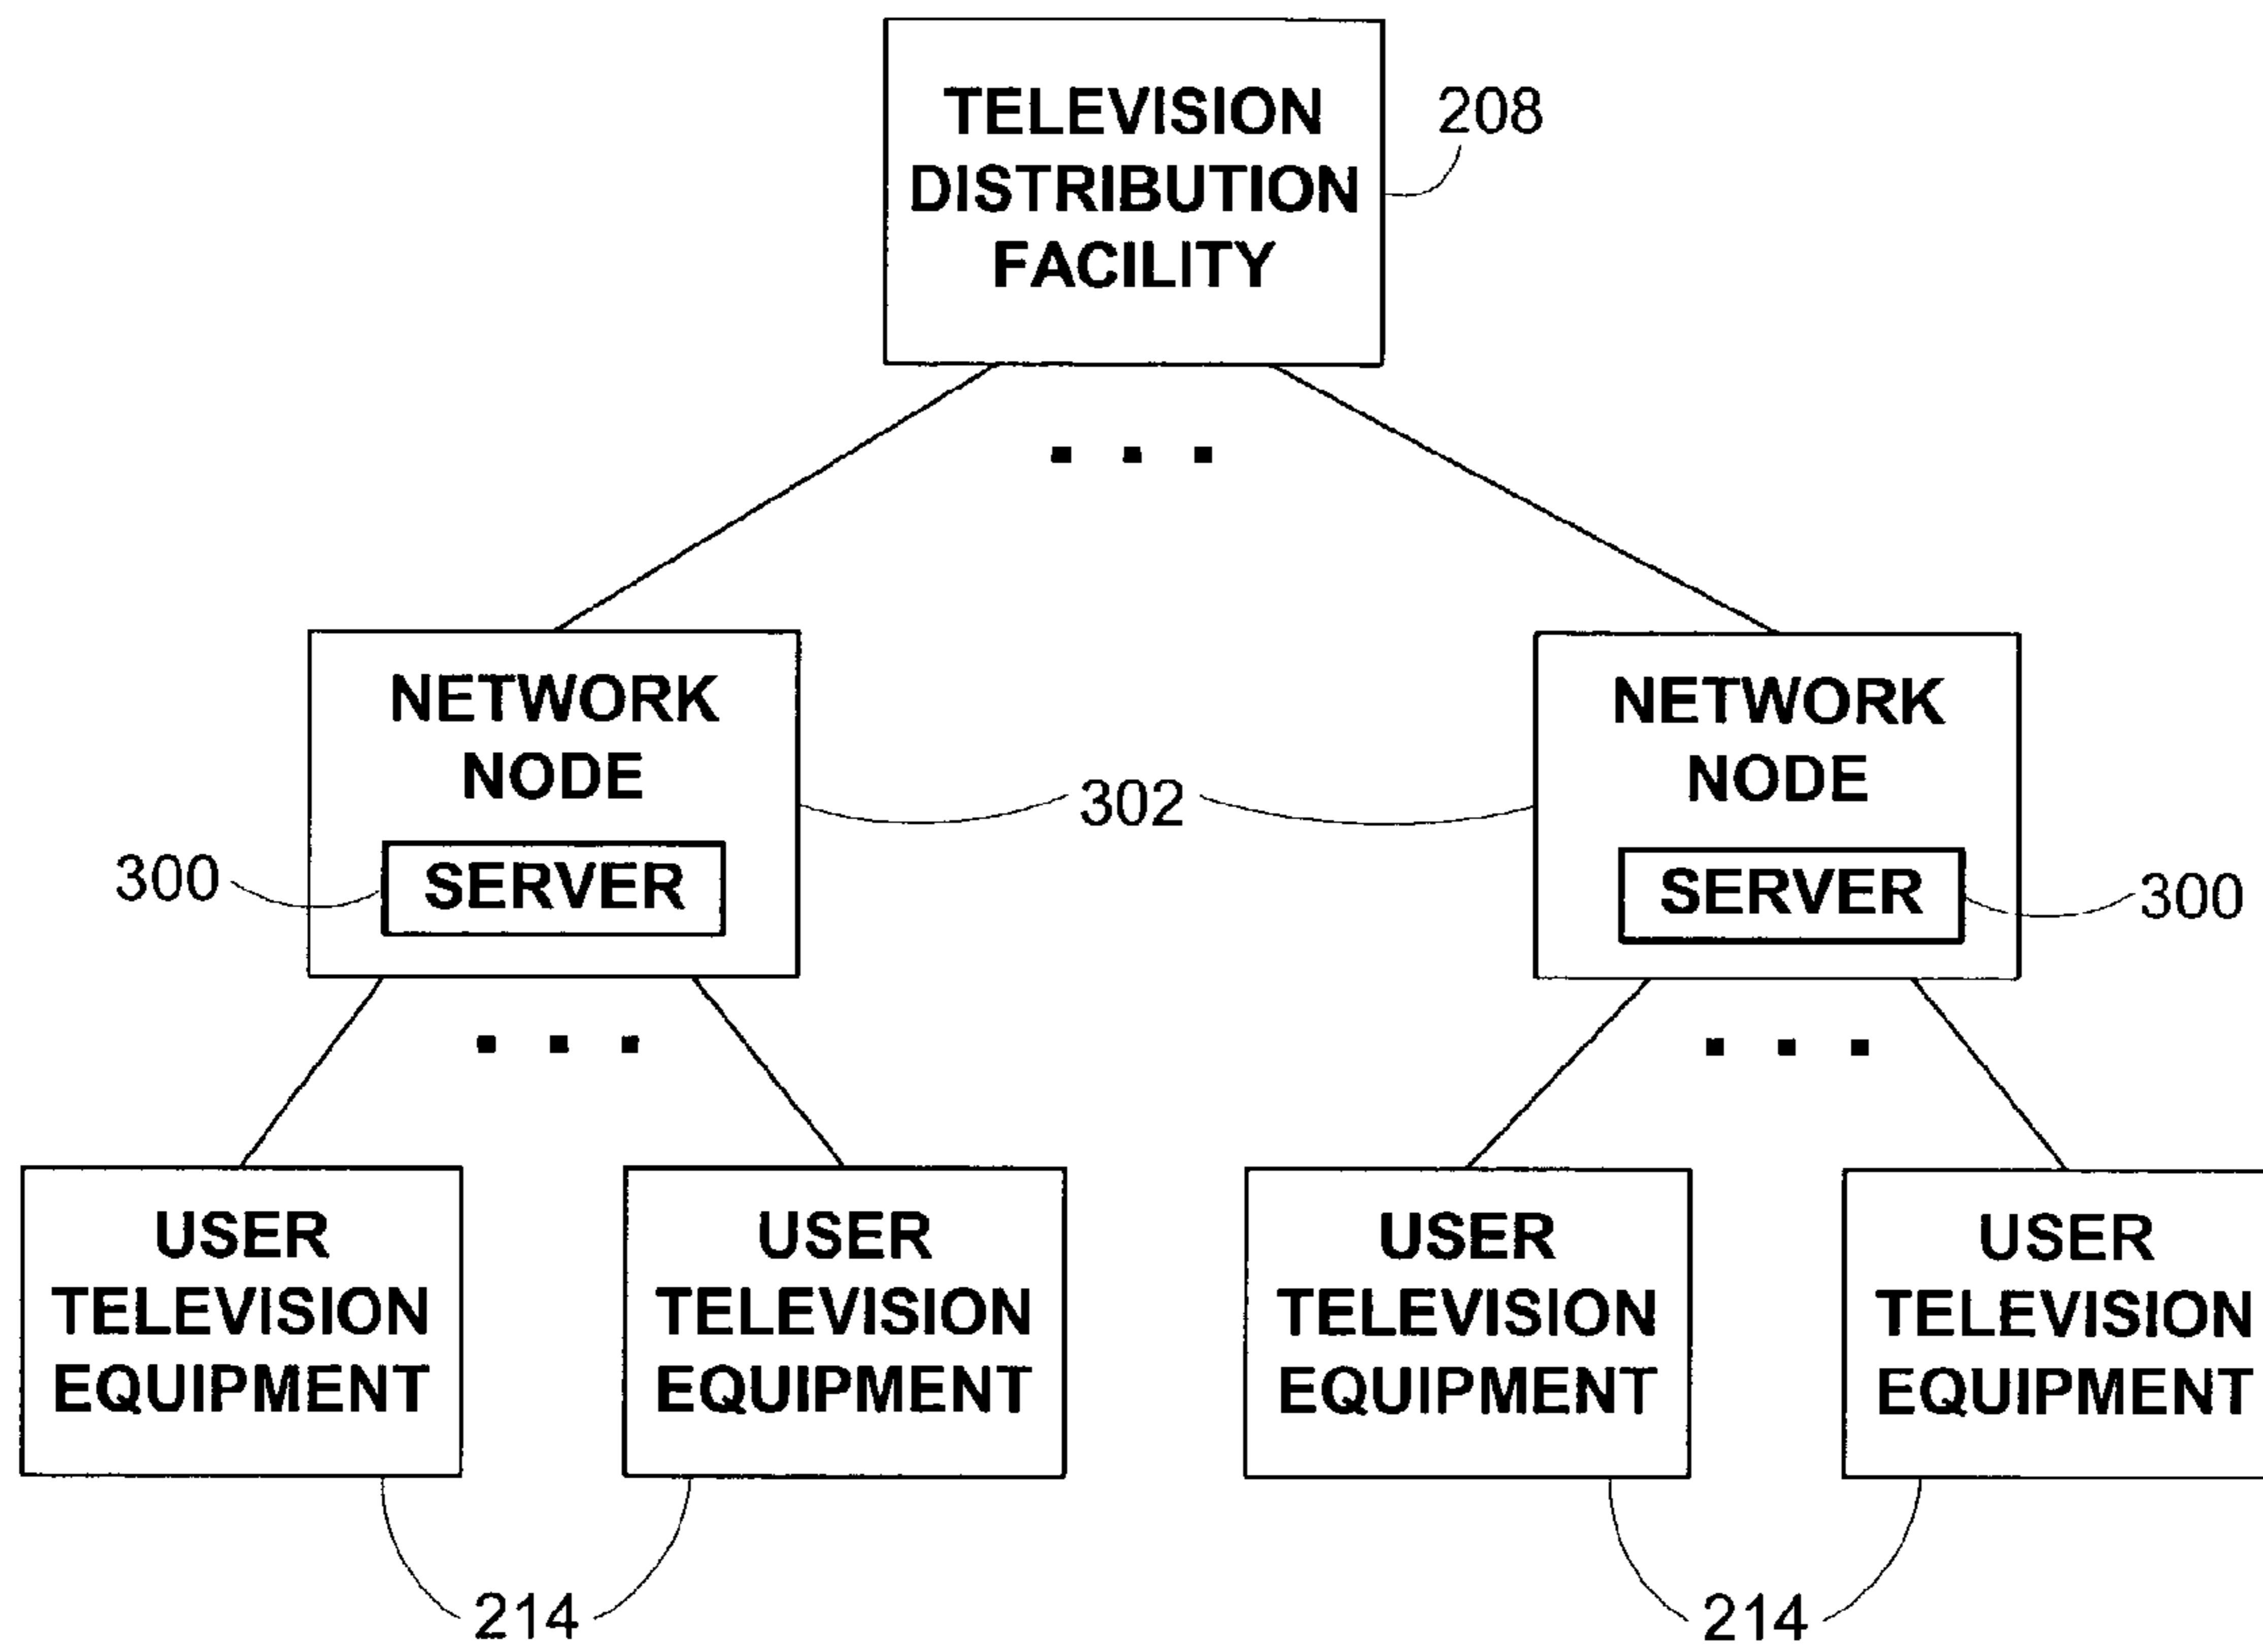 TELEVISION
DISTRIBUTION
FACILITY
208
NETWORK
NODE
SERVER
300
302
NETWORK
NODE
SERVER
300
USER
TELEVISION
EQUIPMENT
USER
TELEVISION
EQUIPMENT
214
USER
TELEVISION
EQUIPMENT
USER
TELEVISION
EQUIPMENT
214